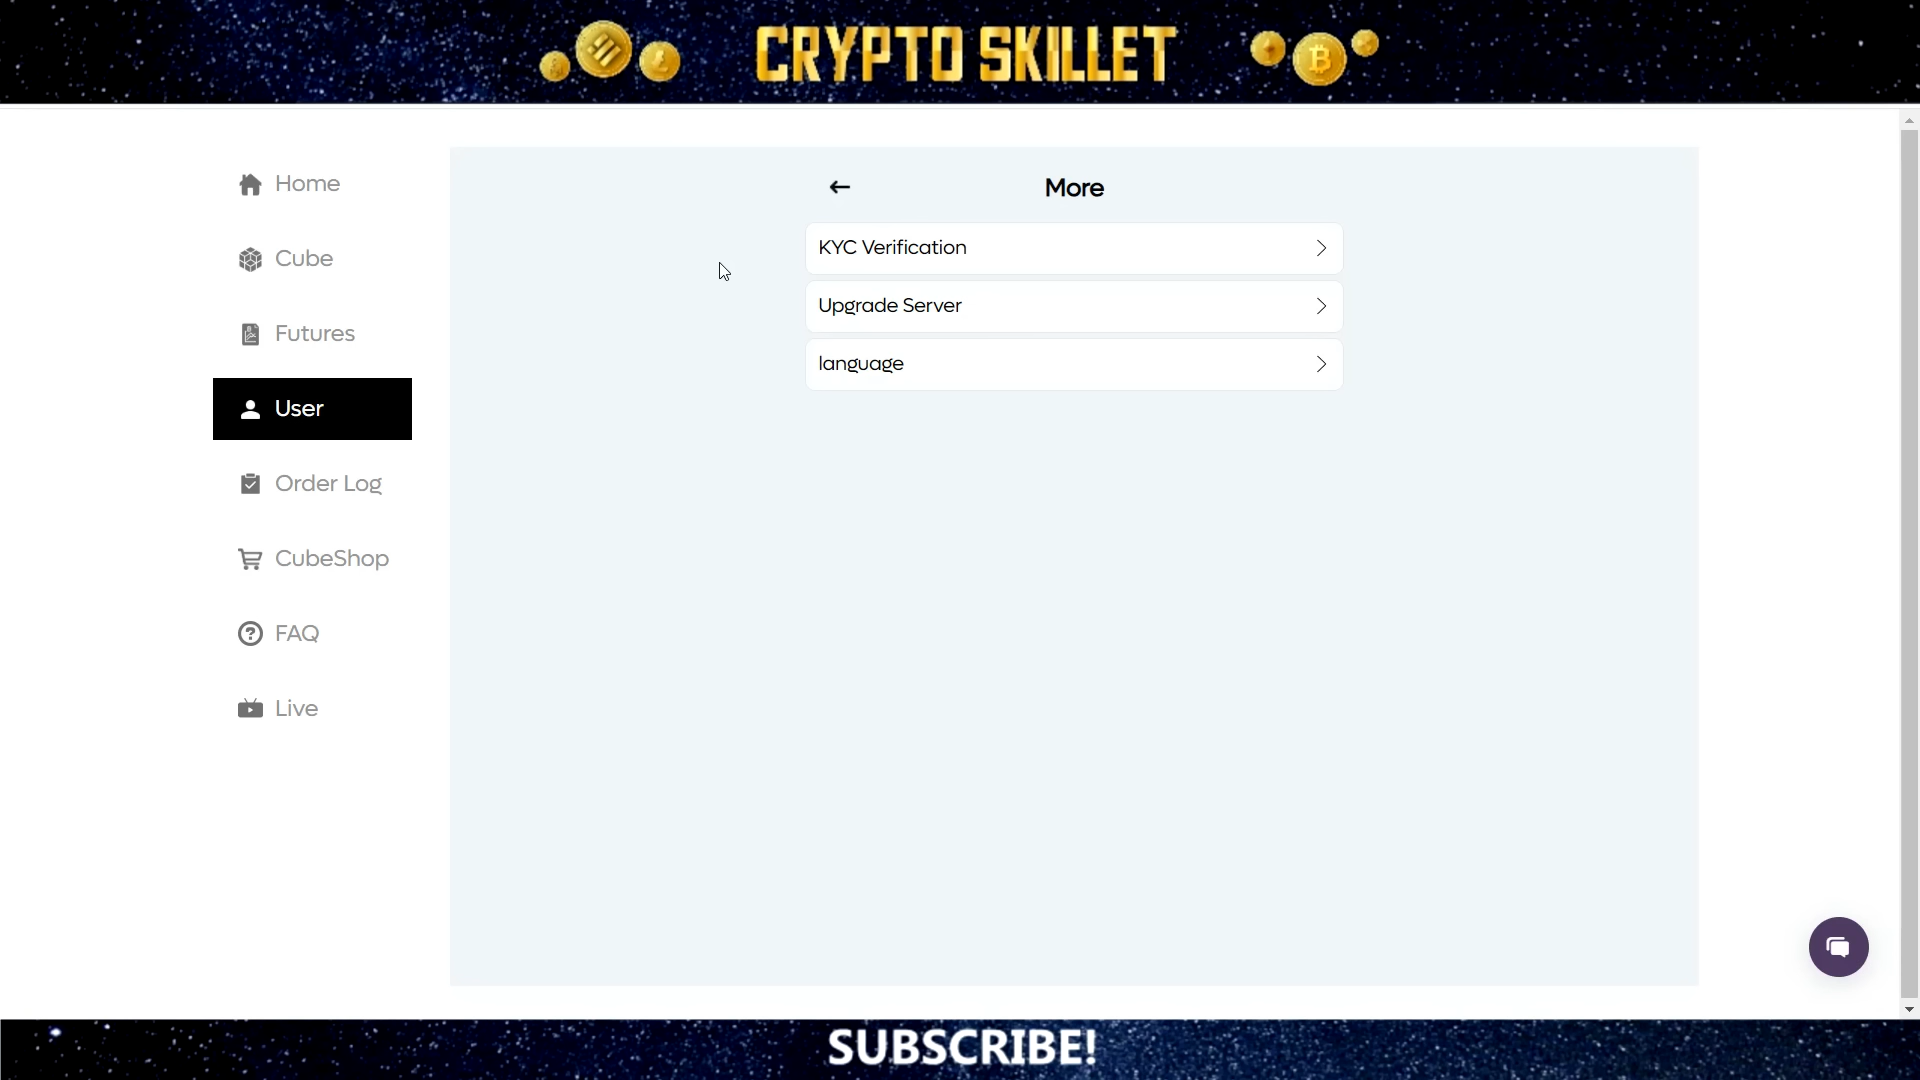 CRYPTO SKILLET
Home
Cube
Futures
User
Order Log
CubeShop
FAQ
Live
More
KYC Verification
Upgrade Server
language
SUBSCRIBE!